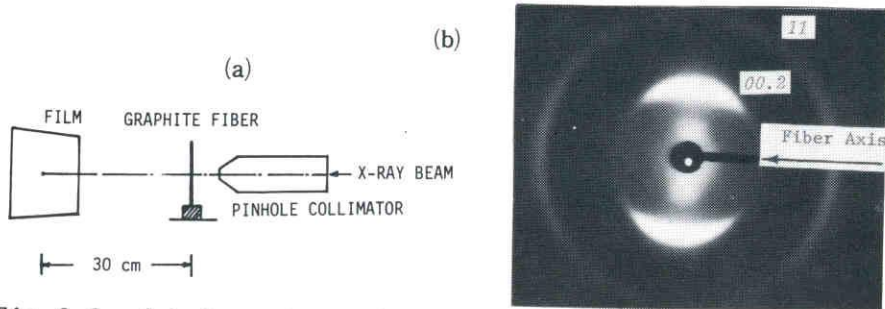 (a)
FILM
GRAPHITE FIBER
X-RAY BEAM
PINHOLE COLLIMATOR
30 cm
(b)
11
00.2
Fiber Axis